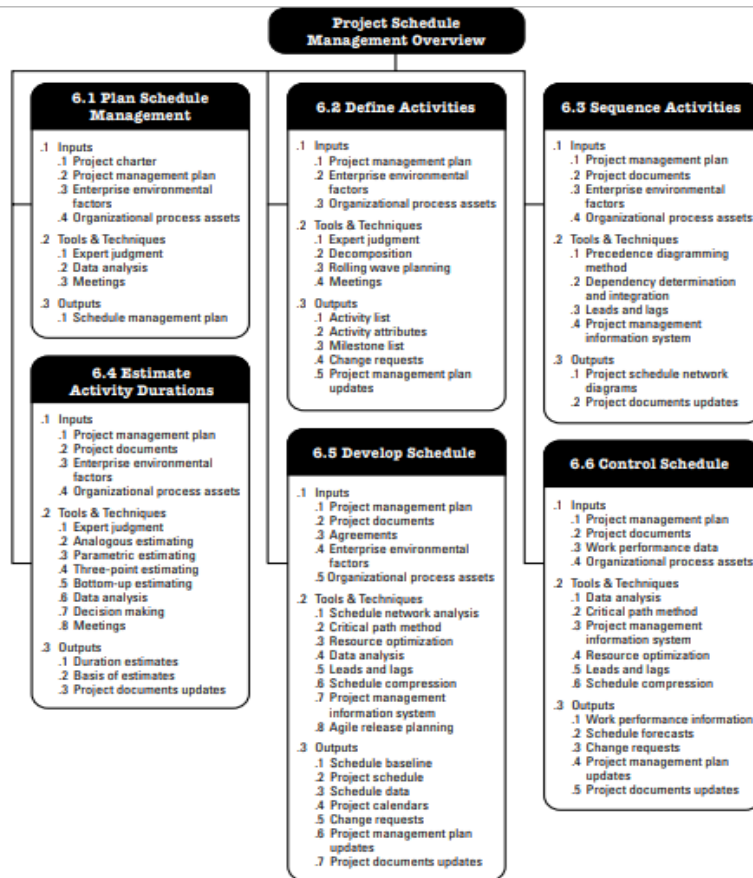 Project Schedule
Management Overview
6.1 Plan Schedule
Management
.1 Inputs
.1 Project charter
.2 Project management plan
.3 Enterprise environmental
factors
.4 Organizational process assets
.2 Tools & Techniques
.1 Expert judgment
.2 Data analysis
.3 Meetings
.3 Outputs
.1 Schedule management plan
6.2 Define Activities
.1 Inputs
.1 Project management plan
.2 Enterprise environmental
factors
.3 Organizational process assets
.2 Tools & Techniques
.1 Expert judgment
.2 Decomposition
.3 Rolling wave planning
.4 Meetings
.3 Outputs
.1 Activity list
.2 Activity attributes
.3 Milestone list
.4 Change requests
.5 Project management plan
updates
6.3 Sequence Activities
.1 Inputs
.1 Project management plan
.2 Project documents
.3 Enterprise environmental
factors
.4 Organizational process assets
.2 Tools & Techniques
.1 Precedence diagramming
method
.2 Dependency determination
and integration
.3 Leads and lags
.4 Project management
information system
.3 Outputs
.1 Project schedule network
diagrams
.2 Project documents updates
6.4 Estimate
Activity Durations
.1 Inputs
.1 Project management plan
.2 Project documents
.3 Enterprise environmental
factors
.4 Organizational process assets
.2 Tools & Techniques
.1 Expert judgment
.2 Analogous estimating
.3 Parametric estimating
.4 Three-point estimating
.5 Bottom-up estimating
.6 Data analysis
.7 Decision making
.8 Meetings
.3 Outputs
.1 Duration estimates
.2 Basis of estimates
.3 Project documents updates
6.5 Develop Schedule
.1 Inputs
.1 Project management plan
.2 Project documents
.3 Agreements
.4 Enterprise environmental
factors
.5 Organizational process assets
.2 Tools & Techniques
.1 Schedule network analysis
.2 Critical path method
.3 Resource optimization
.4 Data analysis
.5 Leads and lags
.6 Schedule compression
.7 Project management
information system
.8 Agile release planning
.3 Outputs
.1 Schedule baseline
.2 Project schedule
.3 Schedule data
.4 Project calendars
.5 Change requests
.6 Project management plan
updates
.7 Project documents updates
6.6 Control Schedule
.1 Inputs
.1 Project management plan
.2 Project documents
.3 Work performance data
.4 Organizational process assets
.2 Tools & Techniques
.1 Data analysis
.2 Critical path method
.3 Project management
information system
.4 Resource optimization
.5 Leads and lags
.6 Schedule compression
.3 Outputs
.1 Work performance information
.2 Schedule forecasts
.3 Change requests
.4 Project management plan
updates
.5 Project documents updates